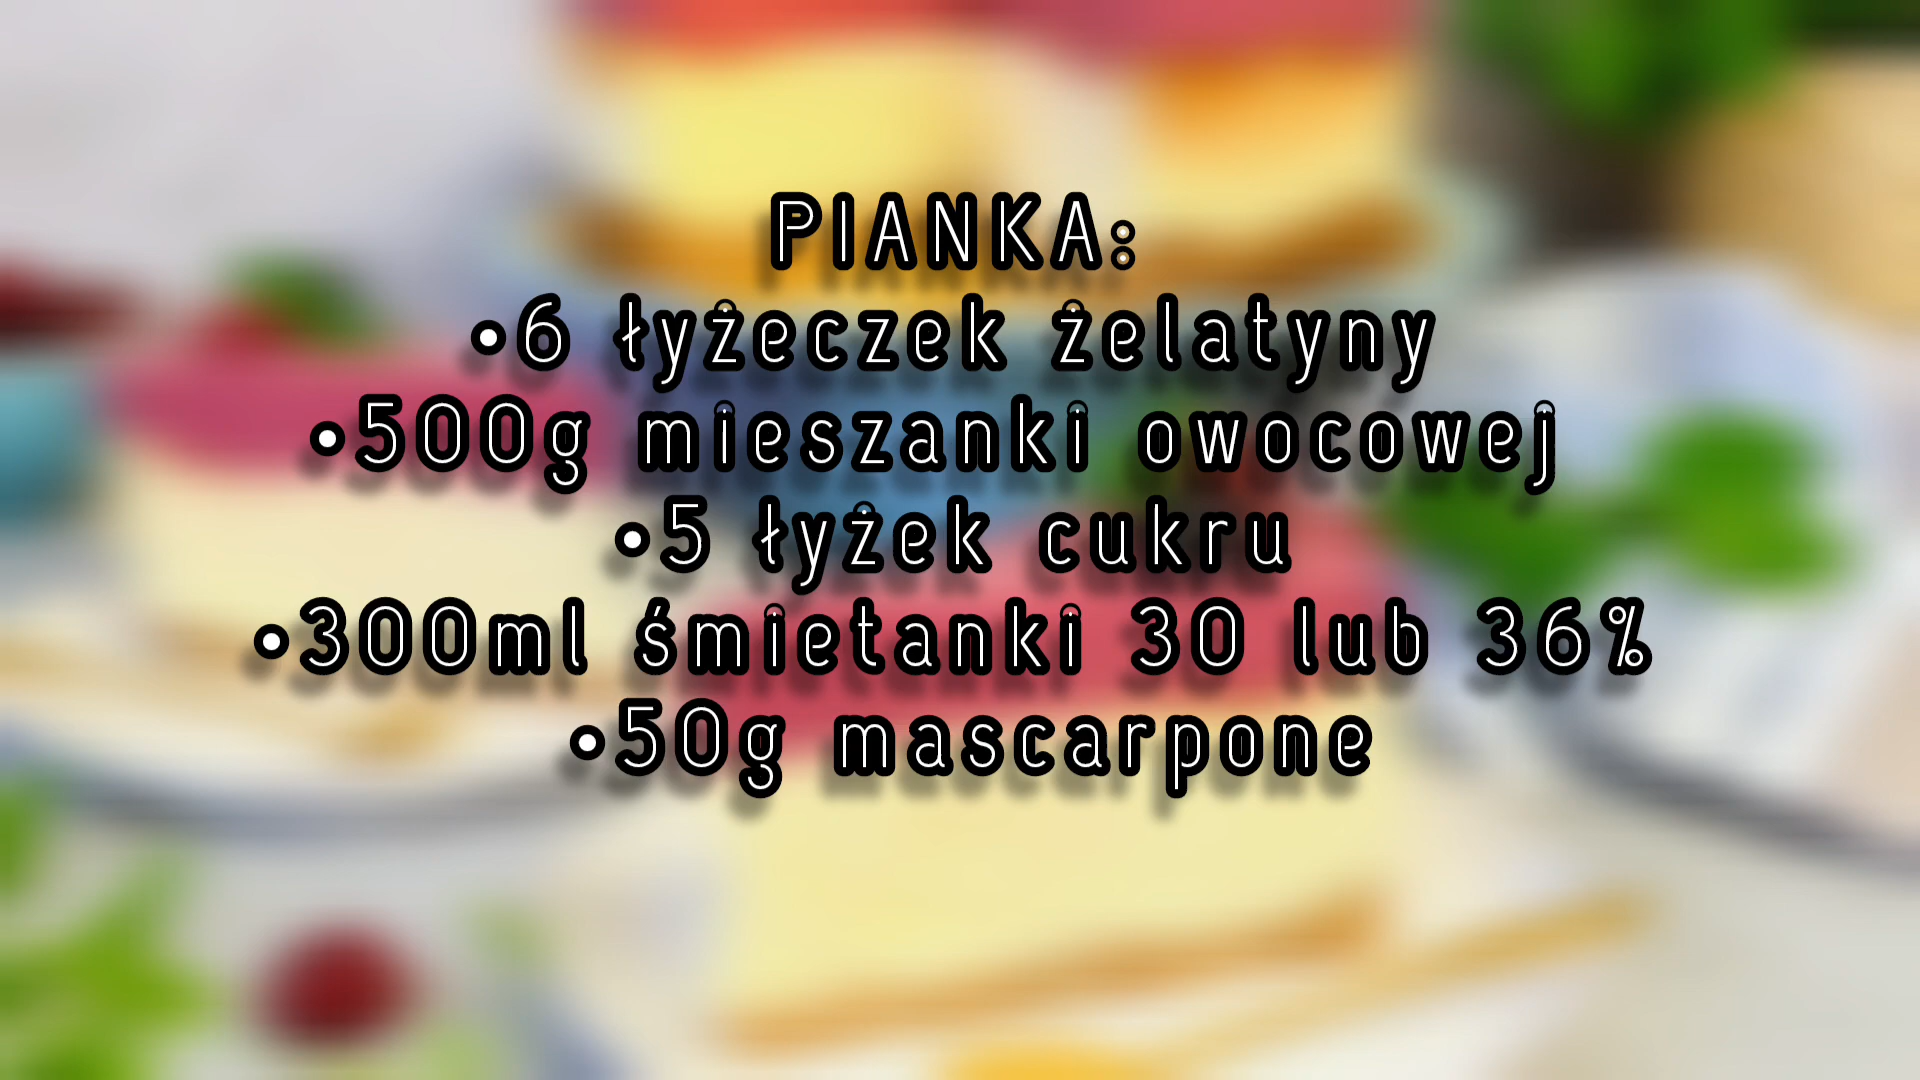 PIANKA:
•6 łyżeczek żelatyny
•500g mieszanki owocowej
•5 łyżek cukru
•300ml śmietanki 30 lub 36%
•50g mascarpone